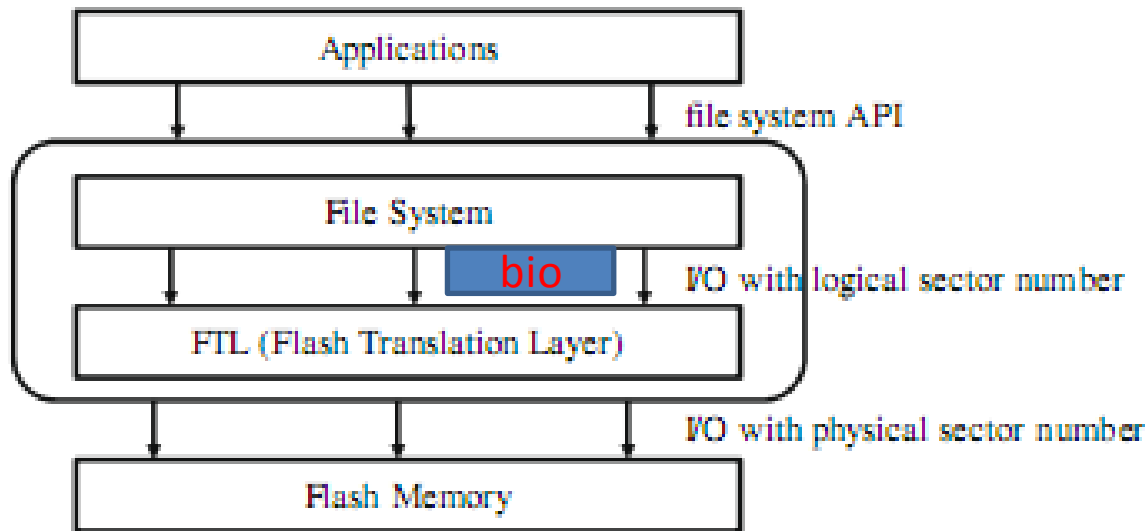 Applications
file system API
File System
bio
I/O with logical sector number
FTL (Flash Translation Layer)
I/O with physical sector number
Flash Memory